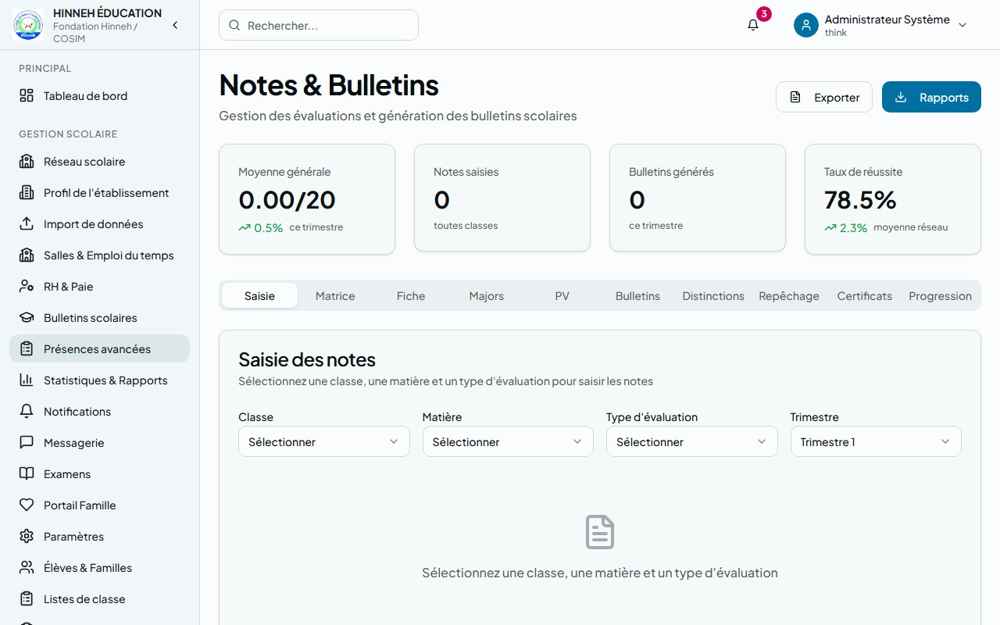 HINNEH ÉDUCATION
Fondation Hinneh /
COSIM
Rechercher...
3
Administrateur Système
think
PRINCIPAL
Tableau de bord
GESTION SCOLAIRE
Réseau scolaire
Profil de l'établissement
Import de données
Salles & Emploi du temps
RH & Paie
Bulletins scolaires
Présences avancées
Statistiques & Rapports
Notifications
Messagerie
Examens
Portail Famille
Paramètres
Élèves & Familles
Listes de classe
Notes & Bulletins
Gestion des évaluations et génération des bulletins scolaires
Exporter
Rapports
Moyenne générale
0.00/20
0.5% ce trimestre
Notes saisies
0
toutes classes
Bulletins générés
0
ce trimestre
Taux de réussite
78.5%
2.3% moyenne réseau
Saisie Matrice Fiche Majors PV Bulletins Distinctions Repêchage Certificats Progression
Saisie des notes
Sélectionnez une classe, une matière et un type d'évaluation pour saisir les notes
Classe Matière Type d'évaluation Trimestre
Sélectionner Sélectionner Sélectionner Trimestre 1
Sélectionnez une classe, une matière et un type d'évaluation